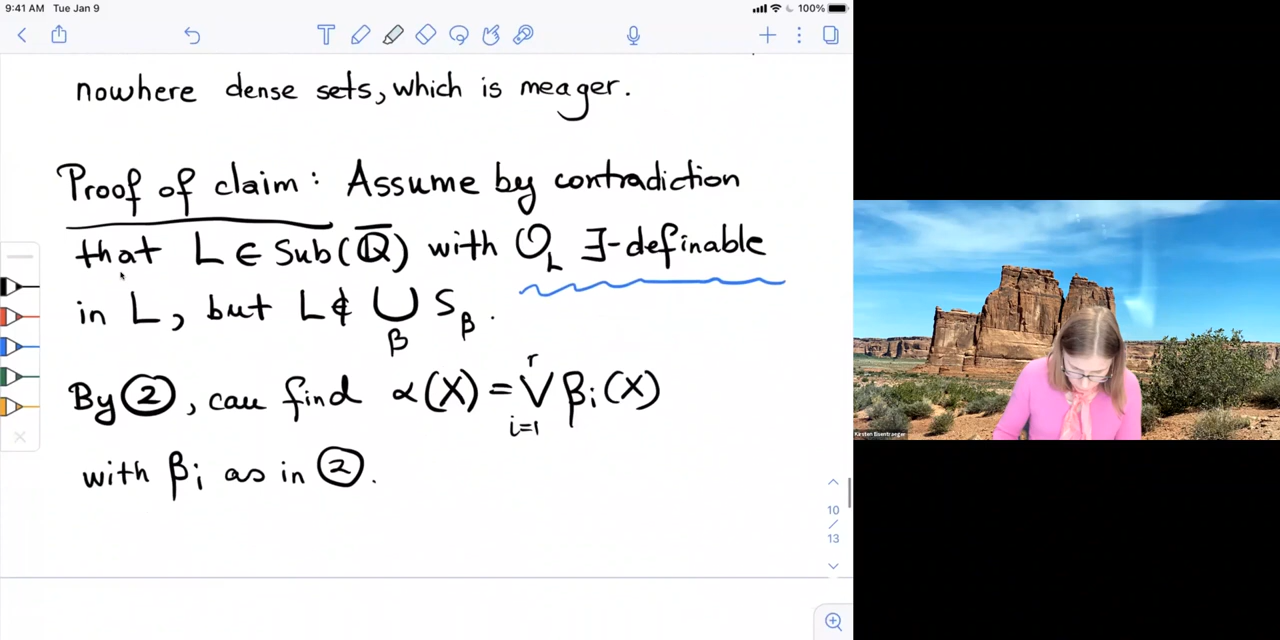 9:41 AM Tue Jan 9
100%
nowhere dense sets, which is meager.
Proof of claim: Assume by contradiction
that L ∈ Sub(Q̅) with O_L ∃-definable
in L, but L ∉ ⋃_β S_β.
By ②, can find α(X) = ⋁_{i=1}^{r} β_i(X)
with β_i as in ②.
10
/
13
Kirsten Eisentraeger